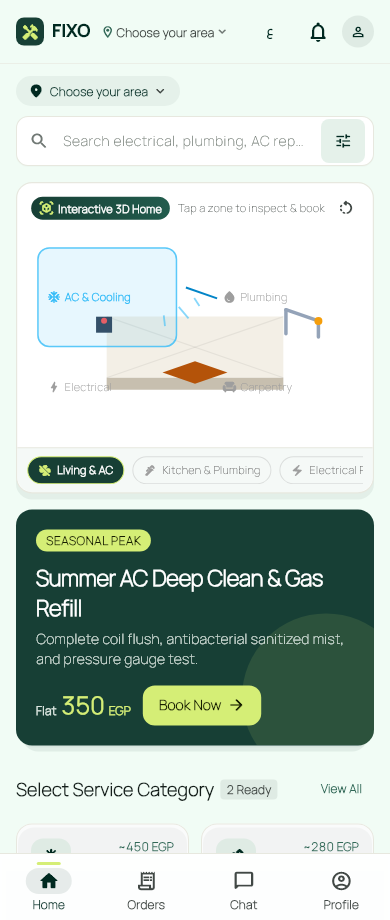 FIXO Choose your area ع
Choose your area
Search electrical, plumbing, AC rep...
Interactive 3D Home Tap a zone to inspect & book
AC & Cooling Plumbing
Electrical Carpentry
Living & AC Kitchen & Plumbing Electrical
SEASONAL PEAK
Summer AC Deep Clean & Gas
Refill
Complete coil flush, antibacterial sanitized mist,
and pressure gauge test.
Flat 350 EGP Book Now
Select Service Category 2 Ready View All
~450 EGP ~280 EGP
Home Orders Chat Profile